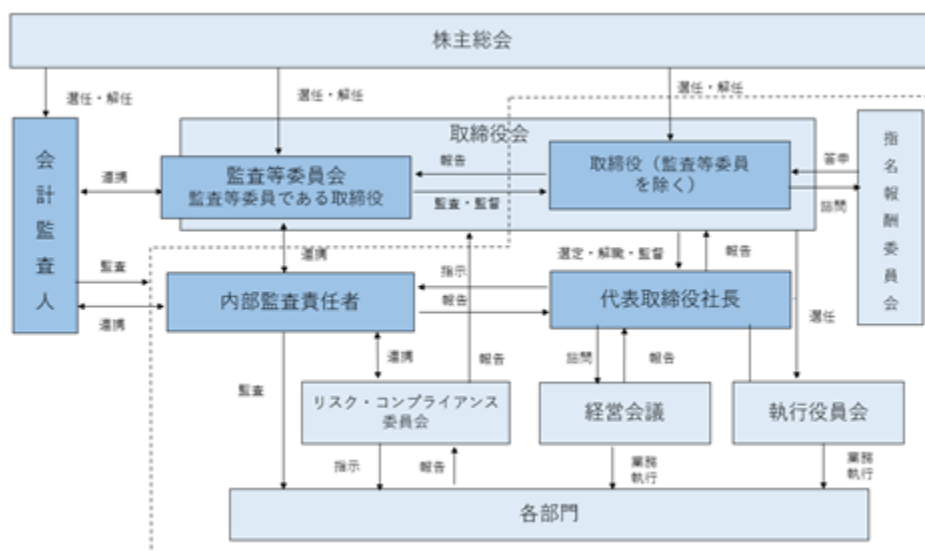 株主総会
選任・解任
選任・解任
選任・解任
取締役会
会計監査人
監査等委員会
監査等委員である取締役
取締役（監査等委員
を除く）
指名報酬委員会
連携
報告
監査・監督
答申
諮問
連携
選定・解職・監督
報告
監査
連携
内部監査責任者
指示
報告
代表取締役社長
選任
監査
連携
報告
諮問
報告
リスク・コンプライアンス
委員会
経営会議
執行役員会
指示
報告
業務
執行
業務
執行
各部門